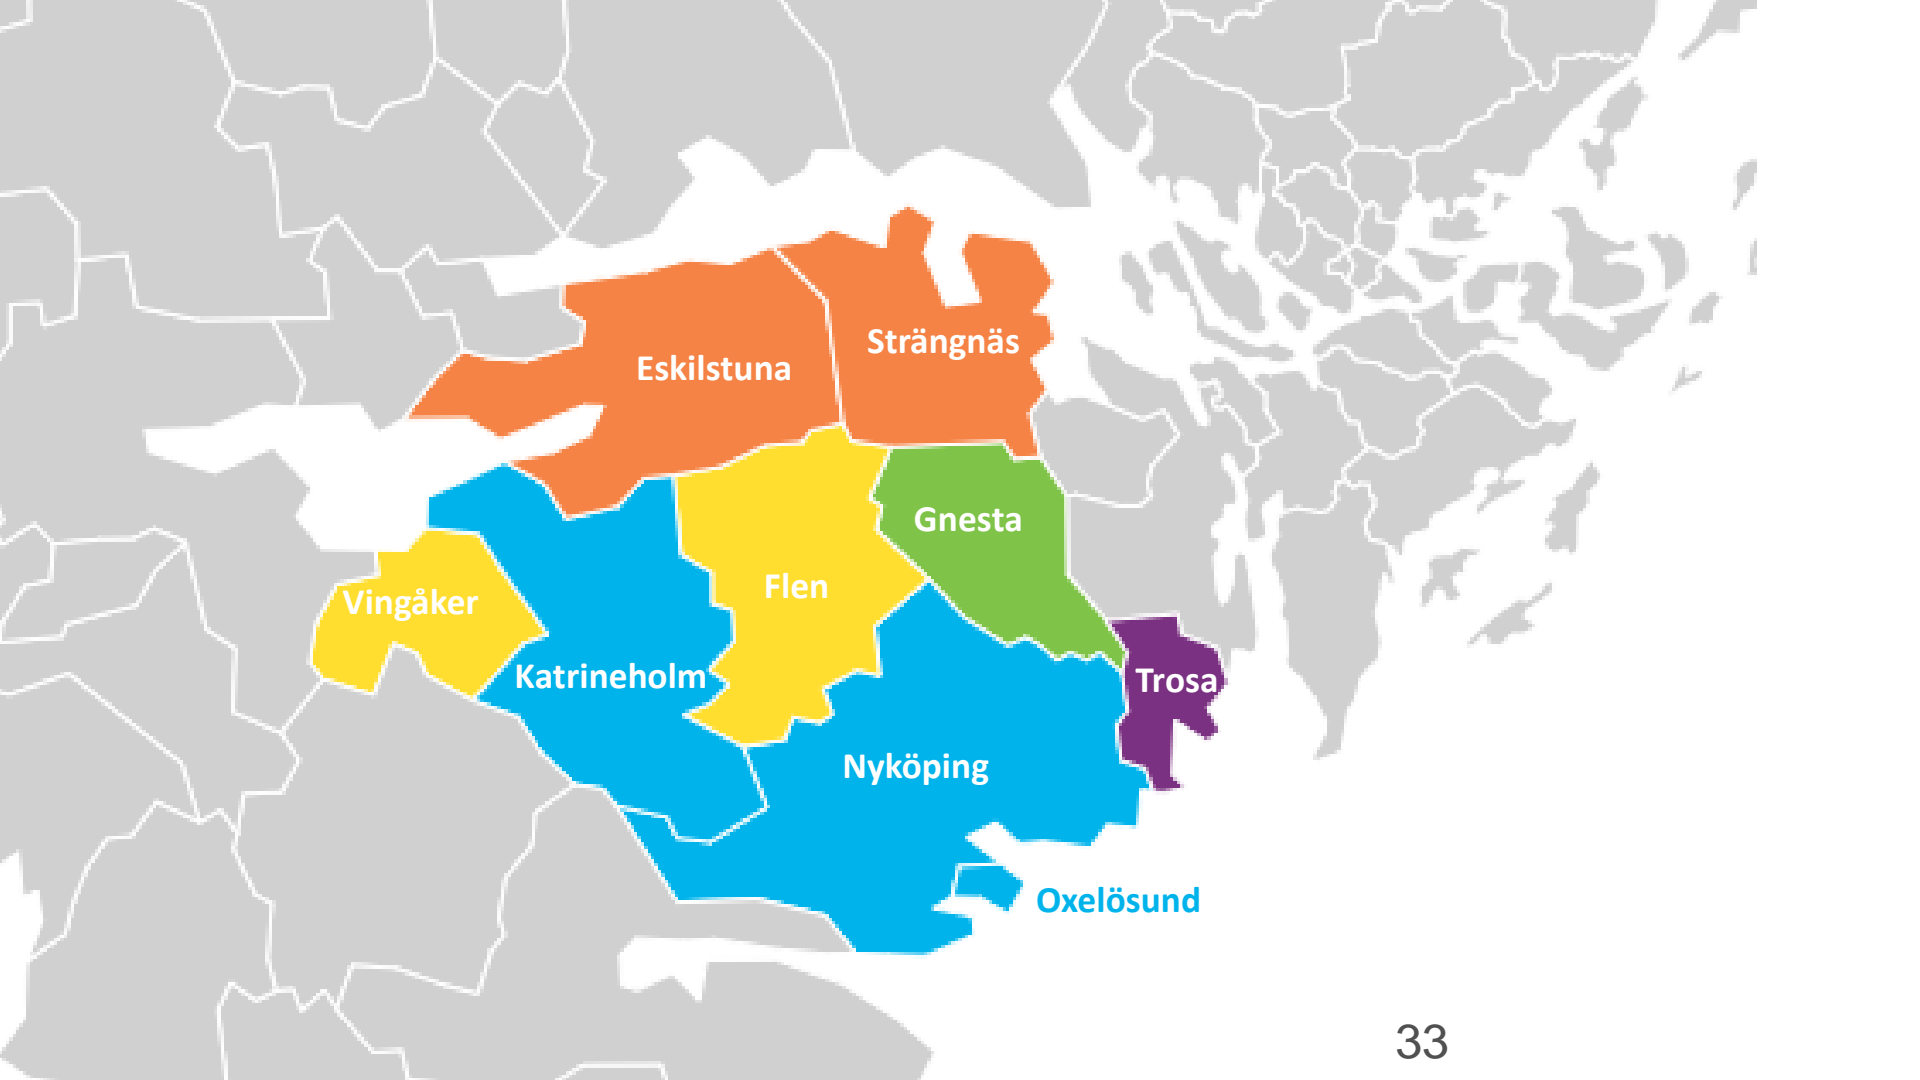 Strängnäs
Eskilstuna
Gnesta
Flen
Vingåker
Katrineholm
Trosa
Nyköping
Oxelösund
33